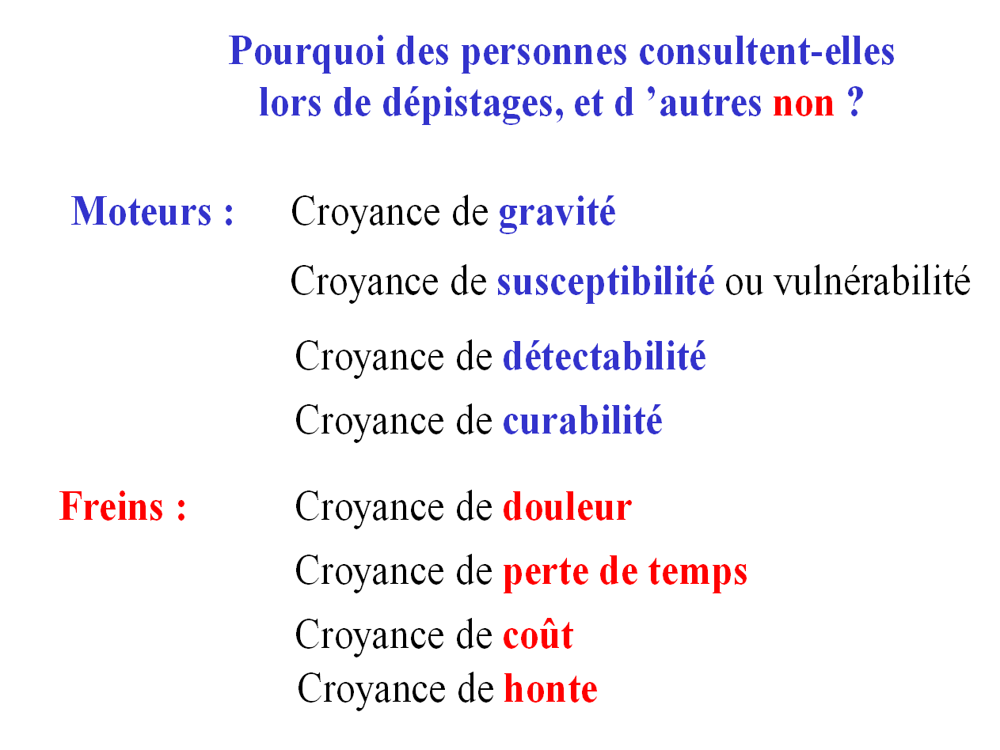 Pourquoi des personnes consultent-elles
lors de dépistages, et d ’autres non ?
Moteurs : Croyance de gravité
Croyance de susceptibilité ou vulnérabilité
Croyance de détectabilité
Croyance de curabilité
Freins : Croyance de douleur
Croyance de perte de temps
Croyance de coût
Croyance de honte